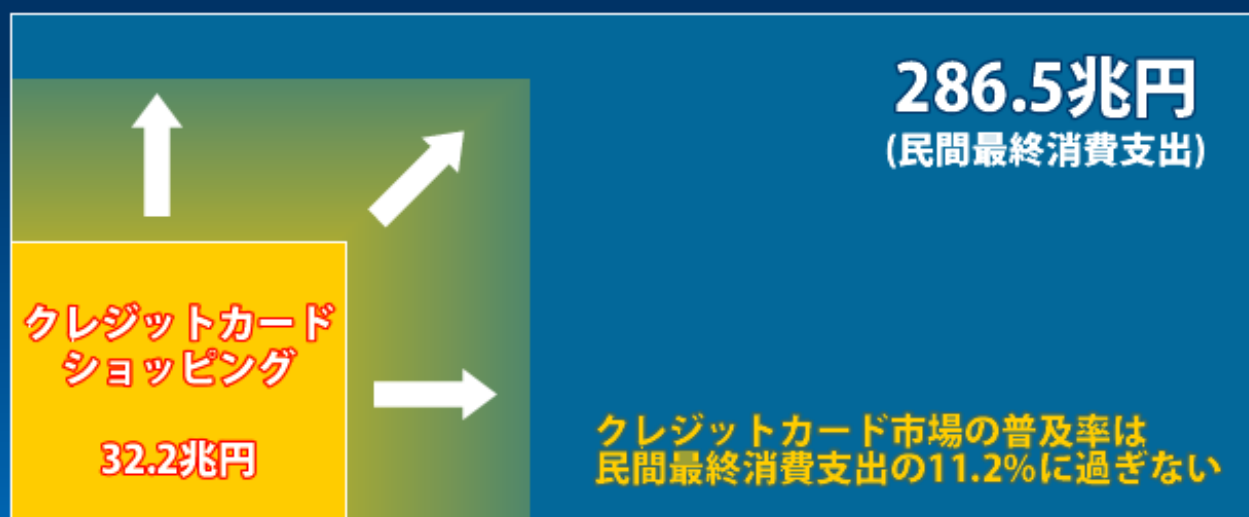 286.5兆円
(民間最終消費支出)
クレジットカード
ショッピング
32.2兆円
クレジットカード市場の普及率は
民間最終消費支出の11.2%に過ぎない